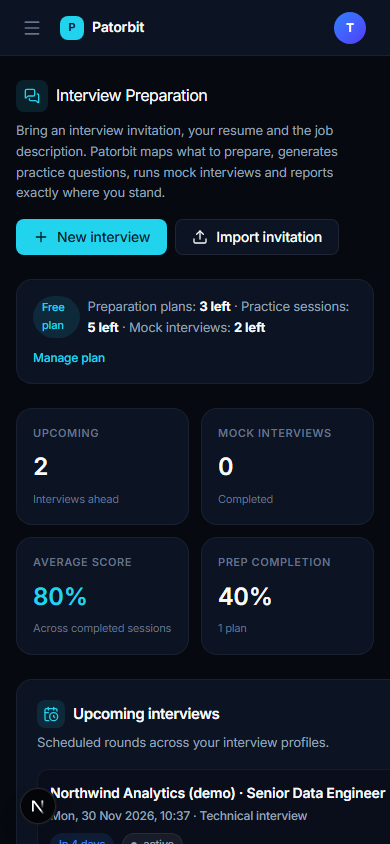 P Patorbit T
Interview Preparation
Bring an interview invitation, your resume and the job
description. Patorbit maps what to prepare, generates
practice questions, runs mock interviews and reports
exactly where you stand.
New interview Import invitation
Free plan Preparation plans: 3 left · Practice sessions:
5 left · Mock interviews: 2 left
Manage plan
UPCOMING
2
Interviews ahead
MOCK INTERVIEWS
0
Completed
AVERAGE SCORE
80%
Across completed sessions
PREP COMPLETION
40%
1 plan
Upcoming interviews
Scheduled rounds across your interview profiles.
Northwind Analytics (demo) · Senior Data Engineer
N Mon, 30 Nov 2026, 10:37 · Technical interview
In 4 days active